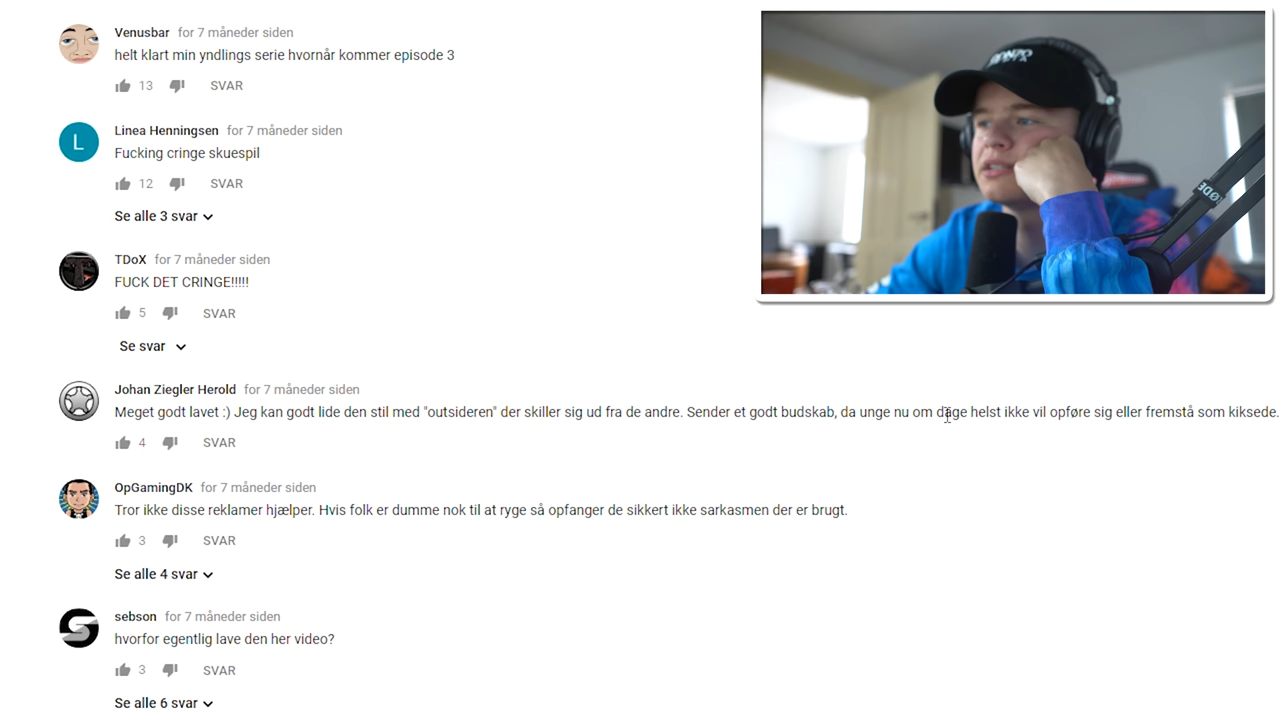 Venusbar for 7 måneder siden
helt klart min yndlings serie hvornår kommer episode 3
13 SVAR
L
Linea Henningsen for 7 måneder siden
Fucking cringe skuespil
12 SVAR
Se alle 3 svar
TDoX for 7 måneder siden
FUCK DET CRINGE!!!!!
5 SVAR
Se svar
Johan Ziegler Herold for 7 måneder siden
Meget godt lavet :) Jeg kan godt lide den stil med "outsideren" der skiller sig ud fra de andre. Sender et godt budskab, da unge nu om dage helst ikke vil opføre sig eller fremstå som kiksede.
4 SVAR
OpGamingDK for 7 måneder siden
Tror ikke disse reklamer hjælper. Hvis folk er dumme nok til at ryge så opfanger de sikkert ikke sarkasmen der er brugt.
3 SVAR
Se alle 4 svar
sebson for 7 måneder siden
hvorfor egentlig lave den her video?
3 SVAR
Se alle 6 svar
RØDE